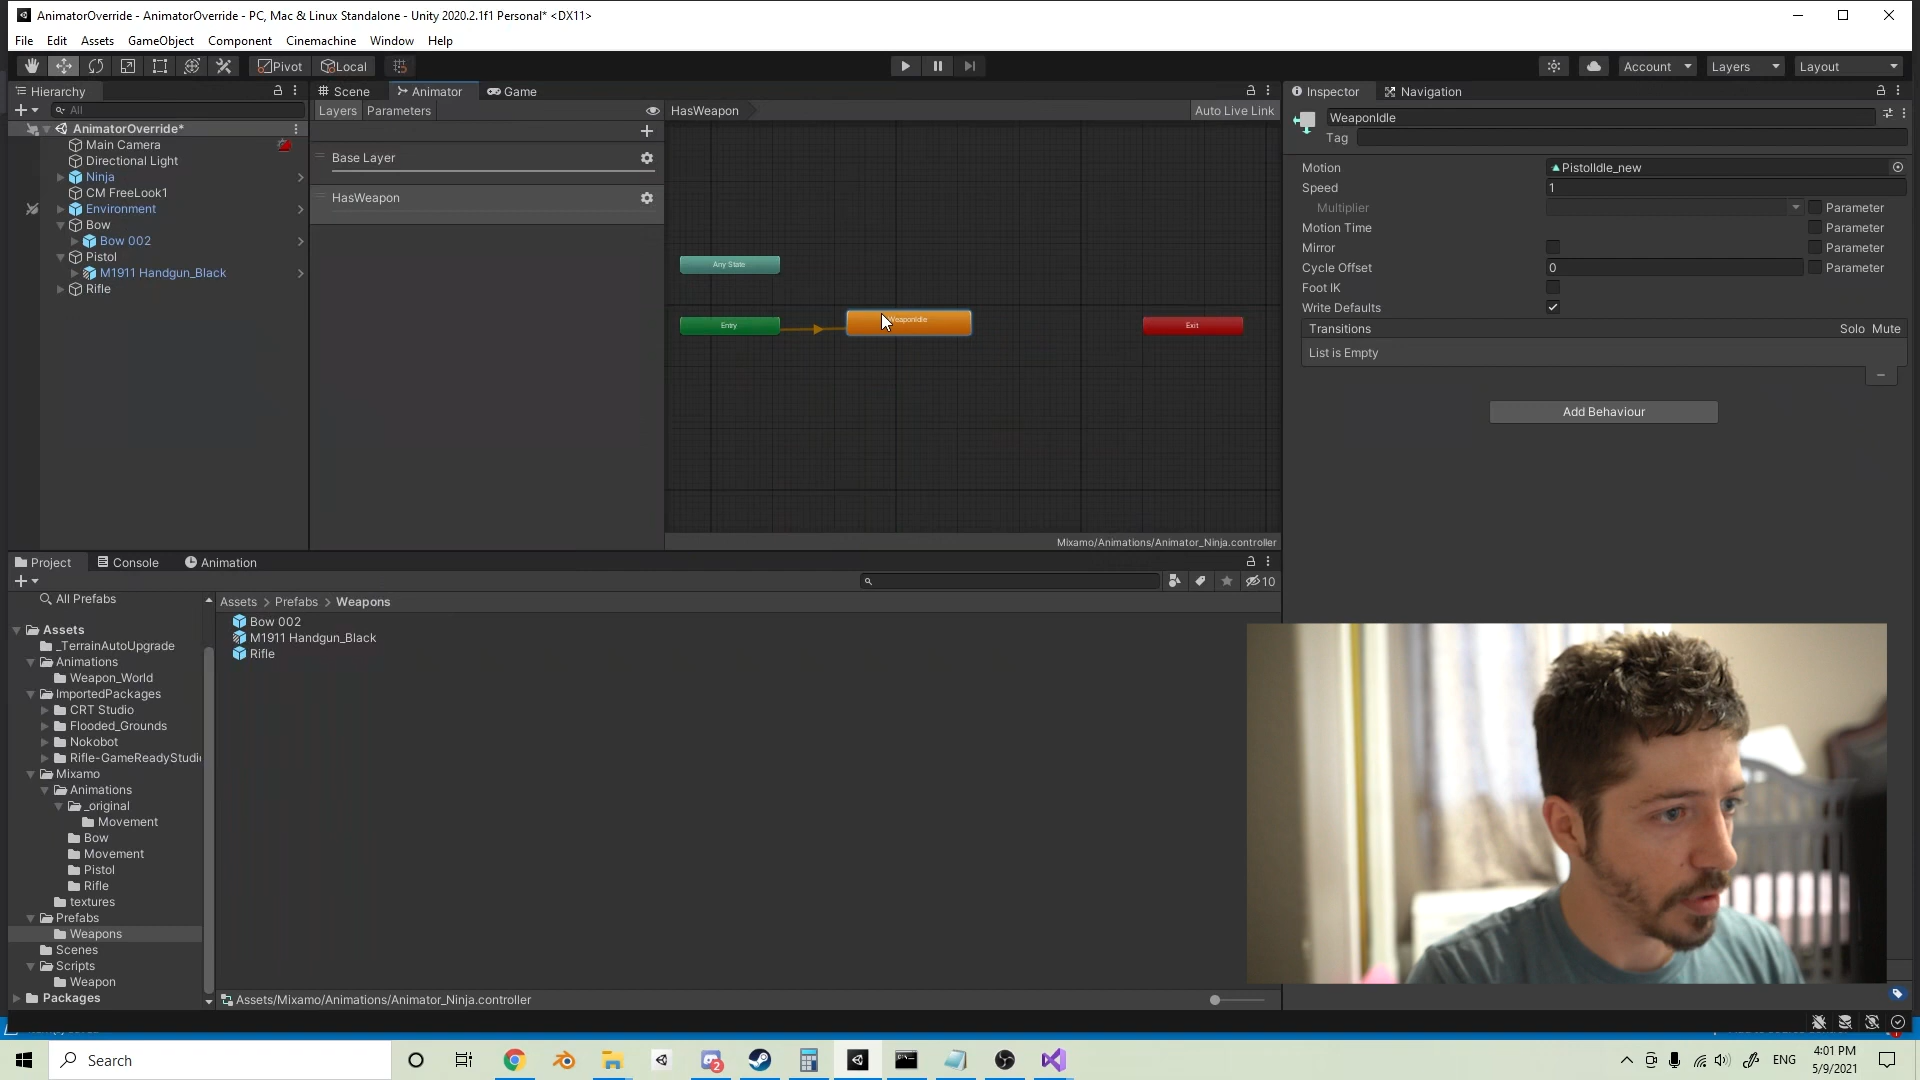 AnimatorOverride - AnimatorOverride - PC, Mac & Linux Standalone - Unity 2020.2.1f1 Personal* <DX11>
File Edit Assets GameObject Component Cinemachine Window Help
Pivot Local Account Layers Layout
Hierarchy
All
AnimatorOverride*
Main Camera
Directional Light
Ninja
CM FreeLook1
Environment
Bow
Bow 002
Pistol
M1911 Handgun_Black
Rifle
Scene Animator Game
Layers Parameters
Base Layer
HasWeapon
HasWeapon Auto Live Link
Any State
Entry
WeaponIdle
Exit
Mixamo/Animations/Animator_Ninja.controller
Inspector Navigation
WeaponIdle
Tag
Motion PistolIdle_new
Speed 1
Multiplier Parameter
Motion Time Parameter
Mirror Parameter
Cycle Offset 0 Parameter
Foot IK
Write Defaults
Transitions Solo Mute
List is Empty
Add Behaviour
Project Console Animation
10
All Prefabs
Assets
_TerrainAutoUpgrade
Animations
Weapon_World
ImportedPackages
CRT Studio
Flooded_Grounds
Nokobot
Rifle-GameReadyStudi
Mixamo
Animations
_original
Movement
Bow
Movement
Pistol
Rifle
textures
Prefabs
Weapons
Scenes
Scripts
Weapon
Packages
Assets > Prefabs > Weapons
Bow 002
M1911 Handgun_Black
Rifle
Assets/Mixamo/Animations/Animator_Ninja.controller
Search
2
ENG
4:01 PM
5/9/2021